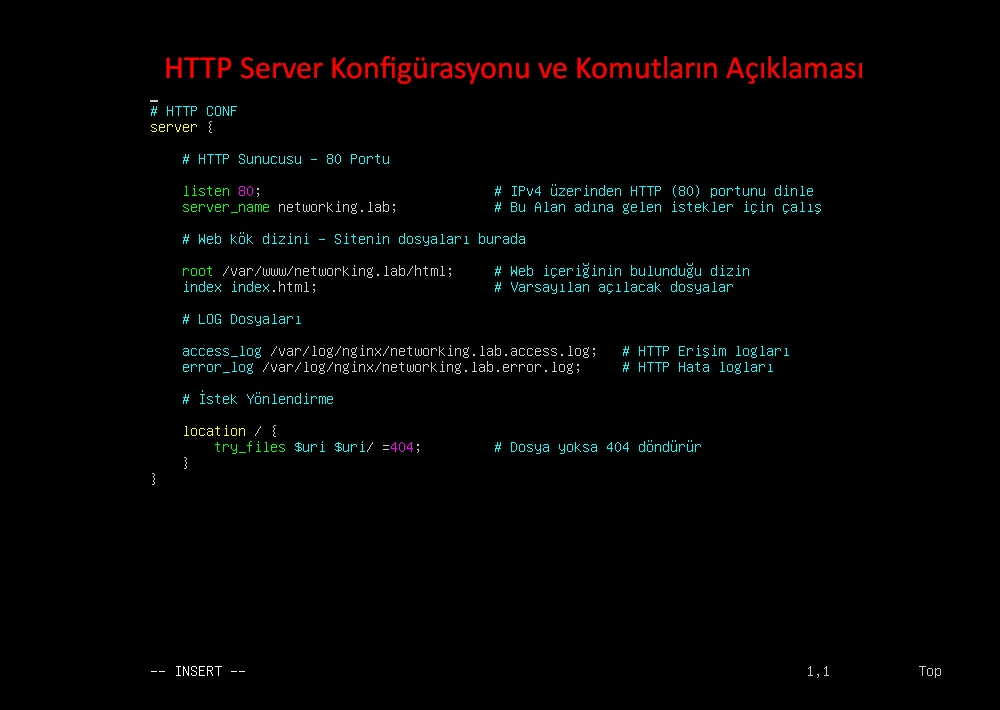 HTTP Server Konfigürasyonu ve Komutların Açıklaması
# HTTP CONF
server {
# HTTP Sunucusu - 80 Portu
listen 80; # IPv4 üzerinden HTTP (80) portunu dinle
server_name networking.lab; # Bu Alan adına gelen istekler için çalış
# Web kök dizini - Sitenin dosyaları burada
root /var/www/networking.lab/html; # Web içeriğinin bulunduğu dizin
index index.html; # Varsayılan açılacak dosyalar
# LOG Dosyaları
access_log /var/log/nginx/networking.lab.access.log; # HTTP Erişim logları
error_log /var/log/nginx/networking.lab.error.log; # HTTP Hata logları
# İstek Yönlendirme
location / {
try_files $uri $uri/ =404; # Dosya yoksa 404 döndürür
}
}
-- INSERT -- 1,1 Top